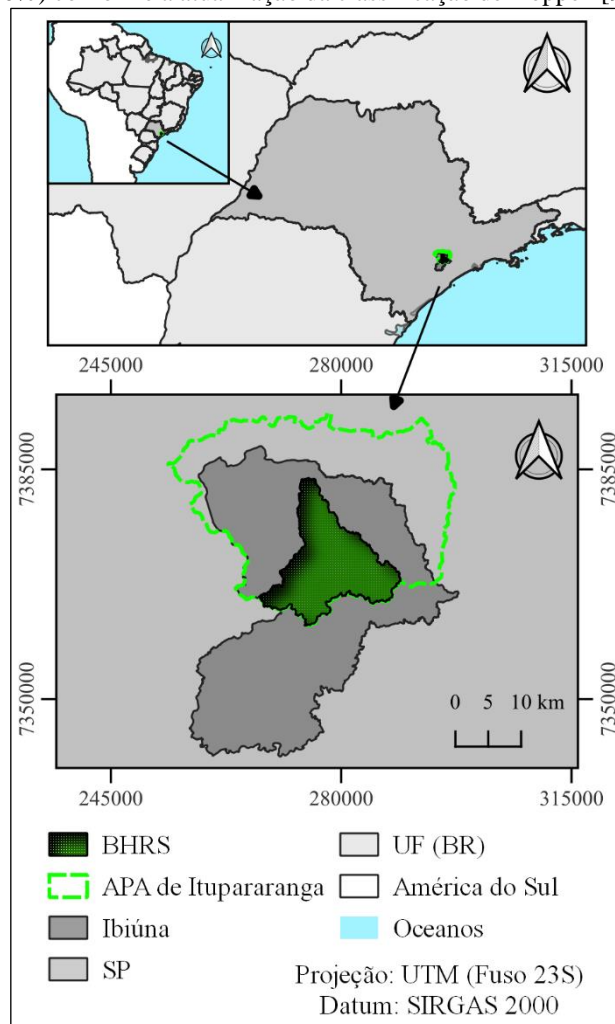 245000 280000 315000
7385000 7385000
7350000 7350000
0 5 10 km
245000 280000 315000
BHRS UF (BR)
APA de Itupararanga América do Sul
Ibiúna Oceanos
SP
Projeção: UTM (Fuso 23S)
Datum: SIRGAS 2000